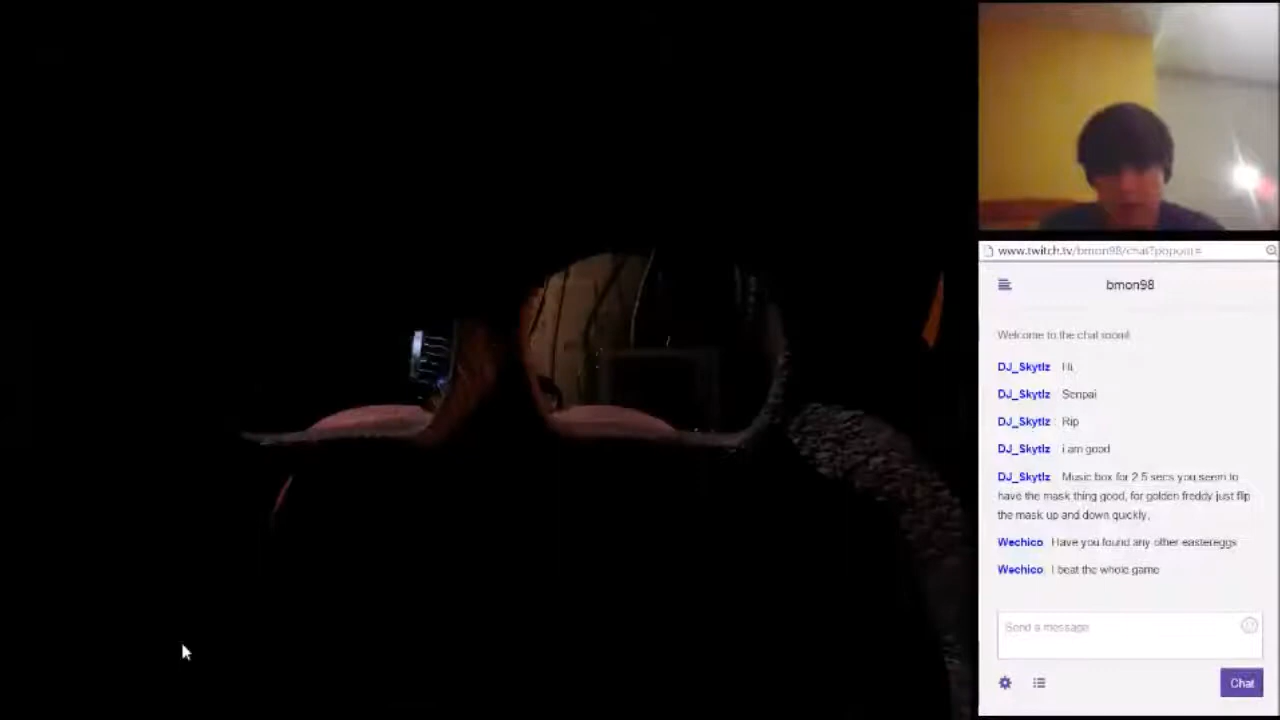 www.twitch.tv/bmon98/chat?popout=
bmon98
Welcome to the chat room!
DJ_Skytlz Hi
DJ_Skytlz Senpai
DJ_Skytlz : Rip
DJ_Skytlz i am good
DJ_Skytlz Music box for 2.5 secs you seem to
have the mask thing good, for golden freddy just flip
the mask up and down quickly,
Wechico Have you found any other eastereggs
Wechico I beat the whole game
Send a message
Chat